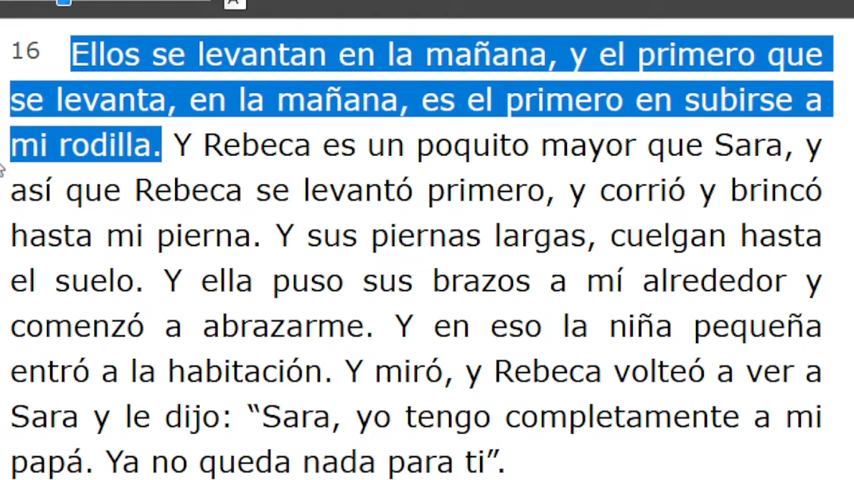 16 Ellos se levantan en la mañana, y el primero que
se levanta, en la mañana, es el primero en subirse a
mi rodilla. Y Rebeca es un poquito mayor que Sara, y
así que Rebeca se levantó primero, y corrió y brincó
hasta mi pierna. Y sus piernas largas, cuelgan hasta
el suelo. Y ella puso sus brazos a mí alrededor y
comenzó a abrazarme. Y en eso la niña pequeña
entró a la habitación. Y miró, y Rebeca volteó a ver a
Sara y le dijo: “Sara, yo tengo completamente a mi
papá. Ya no queda nada para ti”.